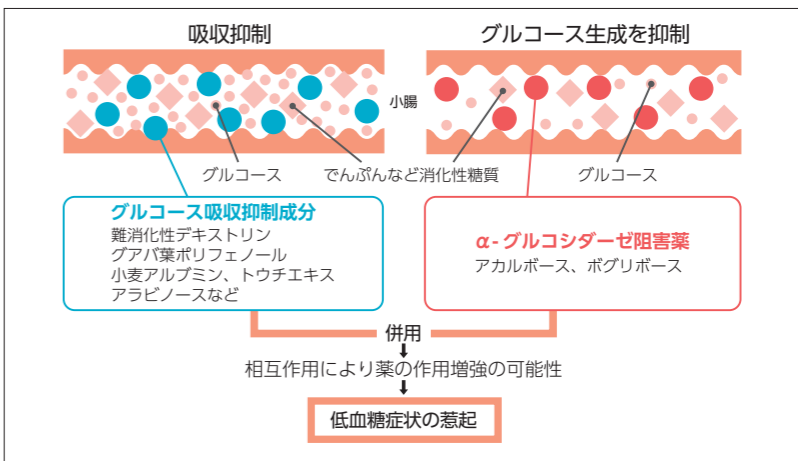 吸収抑制
グルコース生成を抑制
小腸
グルコース
でんぷんなど消化性糖質
グルコース
グルコース吸収抑制成分
難消化性デキストリン
グアバ葉ポリフェノール
小麦アルブミン、トウチエキス
アラビノースなど
α-グルコシダーゼ阻害薬
アカルボース、ボグリボース
併用
相互作用により薬の作用増強の可能性
低血糖症状の惹起